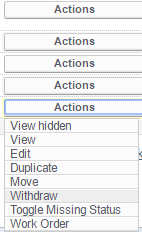 Actions
Actions
Actions
Actions
Actions
View hidden
View
Edit
Duplicate
Move
Withdraw
Toggle Missing Status
Work Order